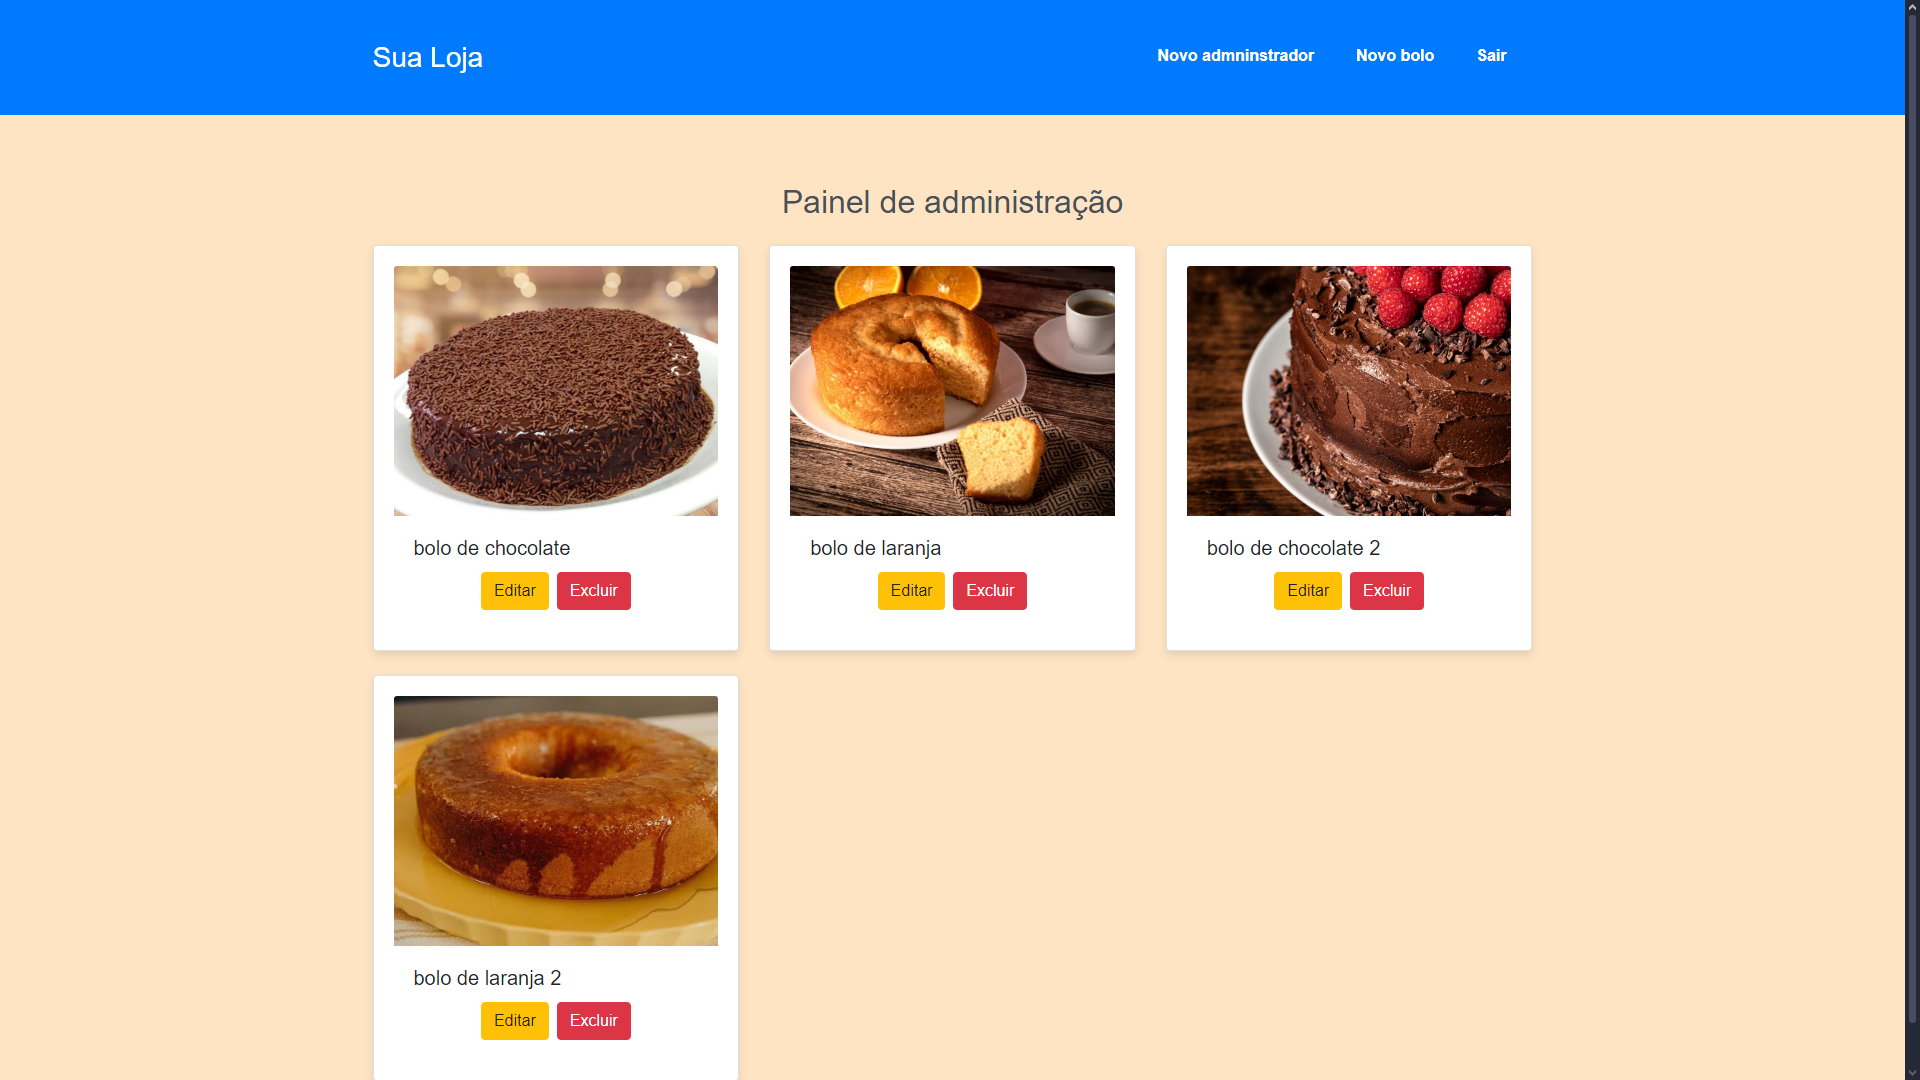 Sua Loja
Novo admninstrador
Novo bolo
Sair
Painel de administração
bolo de chocolate
Editar
Excluir
bolo de laranja
Editar
Excluir
bolo de chocolate 2
Editar
Excluir
bolo de laranja 2
Editar
Excluir